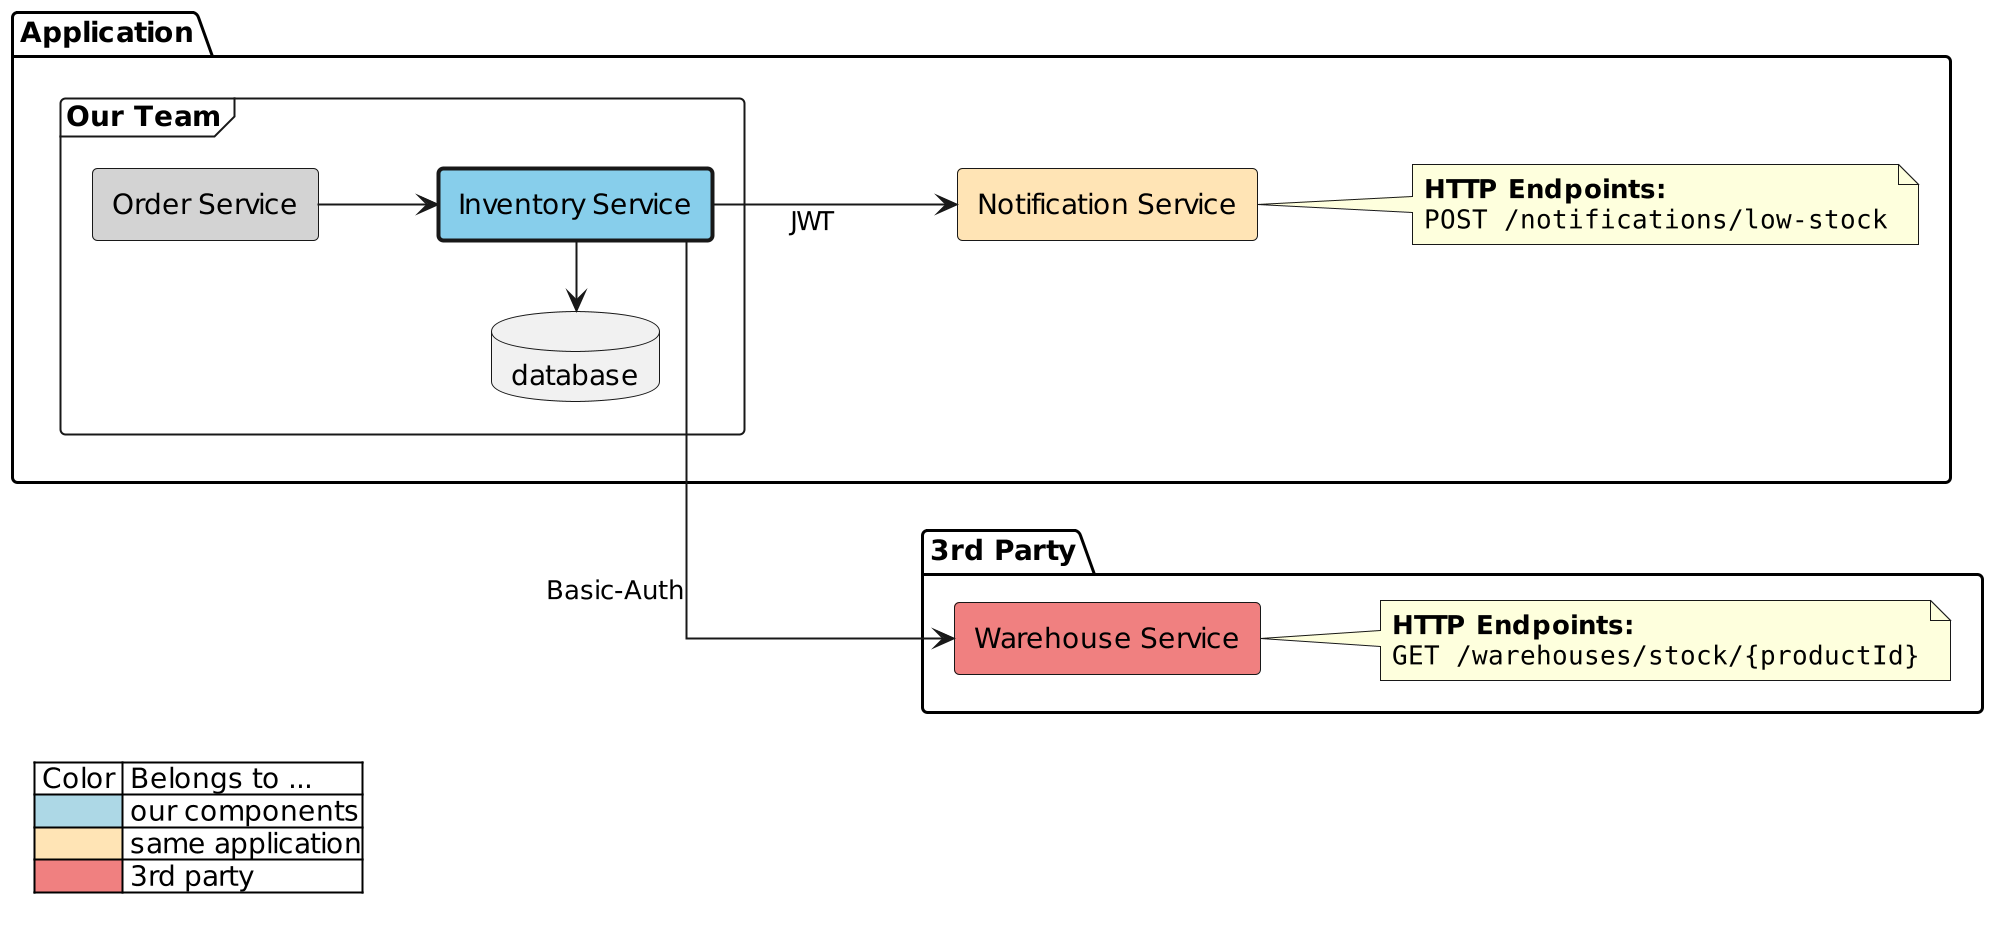 Application
Our Team
Order Service
Inventory Service
JWT
Notification Service
HTTP Endpoints:
POST /notifications/low-stock
database
3rd Party
Basic-Auth
Warehouse Service
HTTP Endpoints:
GET /warehouses/stock/{productId}
Color Belongs to ...
our components
same application
3rd party